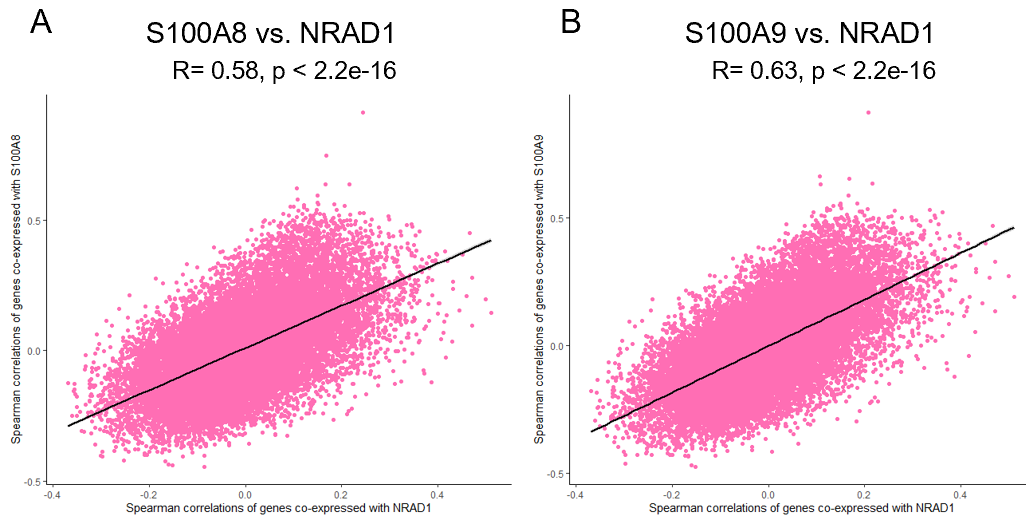 A
S100A8 vs. NRAD1
R= 0.58, p < 2.2e-16
Spearman correlations of genes co-expressed with S100A8
0.5
0.0
-0.5
-0.4
-0.2
0.0
0.2
0.4
Spearman correlations of genes co-expressed with NRAD1
B
S100A9 vs. NRAD1
R= 0.63, p < 2.2e-16
Spearman correlations of genes co-expressed with S100A9
0.5
0.0
-0.5
-0.4
-0.2
0.0
0.2
0.4
Spearman correlations of genes co-expressed with NRAD1